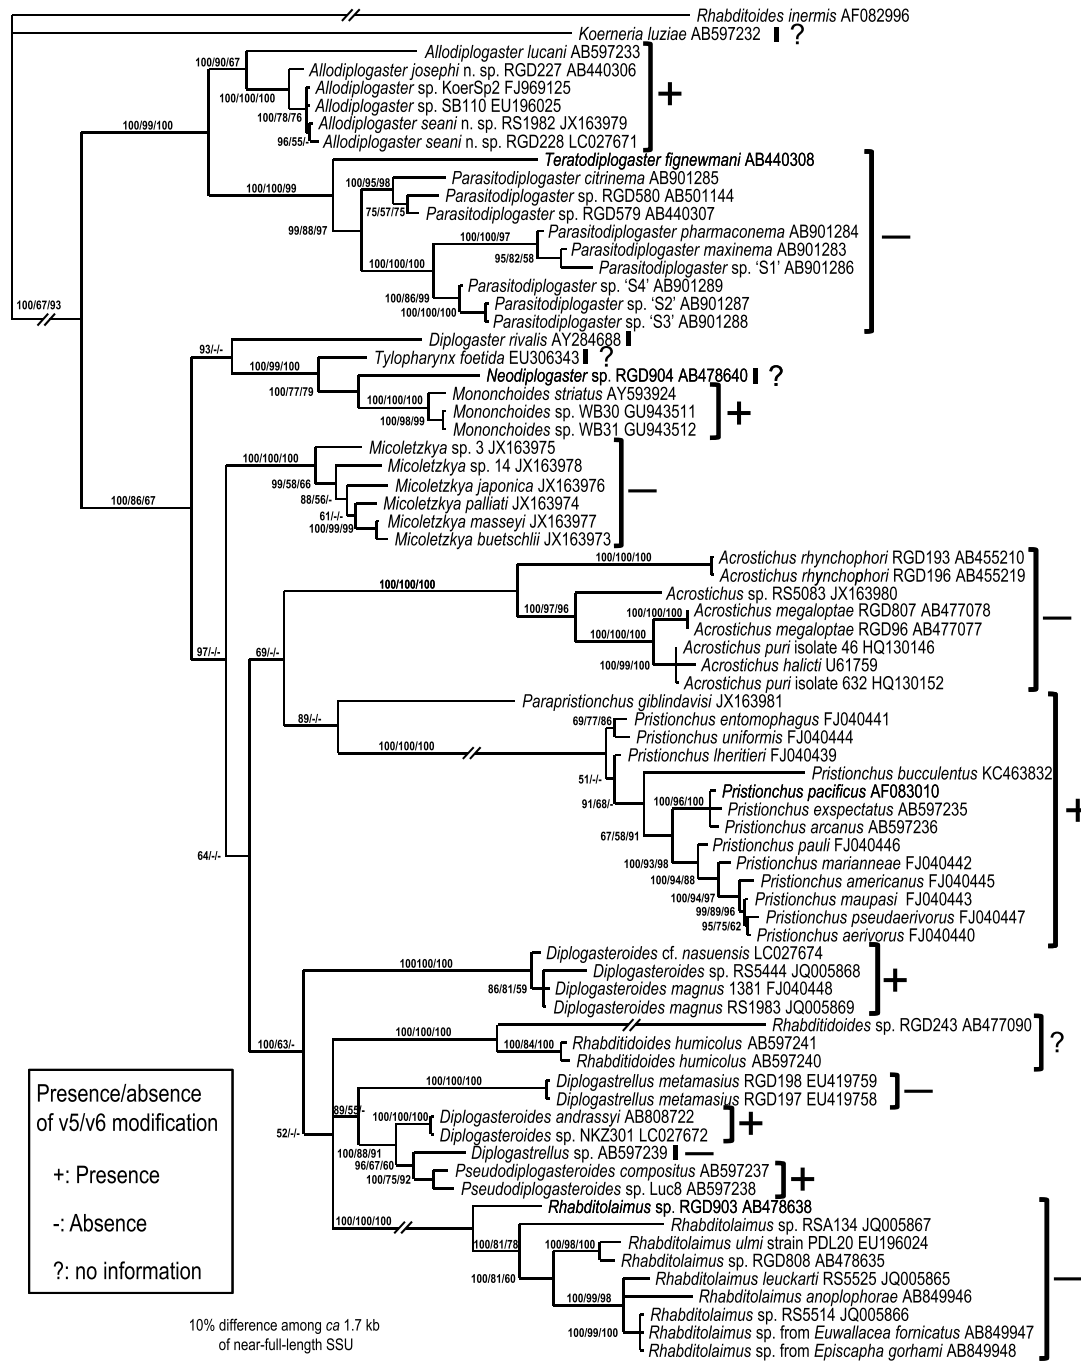 Rhabditoides inermis AF082996
Koerneria luziae AB597232 ?
Allodiplogaster lucani AB597233
100/90/67
Allodiplogaster josephi n. sp. RGD227 AB440306
Allodiplogaster sp. KoerSp2 FJ969125
100/100/100
+
Allodiplogaster sp. SB110 EU196025
100/78/76
Allodiplogaster seani n. sp. RS1982 JX163979
100/99/100
96/55/-
Allodiplogaster seani n. sp. RGD228 LC027671
Teratodiplogaster fignewmani AB440308
Parasitodiplogaster citrinema AB901285
100/95/98
100/100/99
Parasitodiplogaster sp. RGD580 AB501144
75/57/75
Parasitodiplogaster sp. RGD579 AB440307
99/88/97
Parasitodiplogaster pharmaconema AB901284
—
100/100/97
Parasitodiplogaster maxinema AB901283
95/82/58
Parasitodiplogaster sp. 'S1' AB901286
100/100/100
Parasitodiplogaster sp. 'S4' AB901289
100/86/99
Parasitodiplogaster sp. 'S2' AB901287
100/67/93
100/100/100
Parasitodiplogaster sp. 'S3' AB901288
Diplogaster rivalis AY284688
93/-/-
Tylopharynx foetida EU306343 ?
100/99/100
Neodiplogaster sp. RGD904 AB478640 ?
100/77/79
Mononchoides striatus AY593924
100/100/100
Mononchoides sp. WB30 GU943511
+
100/98/99
Mononchoides sp. WB31 GU943512
Micoletzkya sp. 3 JX163975
100/100/100
Micoletzkya sp. 14 JX163978
99/58/66
Micoletzkya japonica JX163976
—
88/56/-
100/86/67
Micoletzkya palliati JX163974
61/-/-
Micoletzkya masseyi JX163977
100/99/99
Micoletzkya buetschlii JX163973
100/100/100
Acrostichus rhynchophori RGD193 AB455210
Acrostichus rhynchophori RGD196 AB455219
100/100/100
Acrostichus sp. RS5083 JX163980
100/97/96
100/100/100
Acrostichus megaloptae RGD807 AB477078
—
Acrostichus megaloptae RGD96 AB477077
100/100/100
Acrostichus puri isolate 46 HQ130146
97/-/-
69/-/-
100/99/100
Acrostichus halicti U61759
Acrostichus puri isolate 632 HQ130152
Parapristionchus giblindavisi JX163981
89/-/-
69/77/86
Pristionchus entomophagus FJ040441
Pristionchus uniformis FJ040444
100/100/100
Pristionchus lheritieri FJ040439
51/-/-
Pristionchus bucculentus KC463832
Pristionchus pacificus AF083010
91/68/-
100/96/100
Pristionchus exspectatus AB597235
+
Pristionchus arcanus AB597236
67/58/91
Pristionchus pauli FJ040446
64/-/-
100/93/98
Pristionchus marianneae FJ040442
100/94/88
Pristionchus americanus FJ040445
100/94/97
Pristionchus maupasi FJ040443
99/89/96
Pristionchus pseudaerivorus FJ040447
95/75/62
Pristionchus aerivorus FJ040440
Diplogasteroides cf. nasuensis LC027674
100100/100
Diplogasteroides sp. RS5444 JQ005868
+
86/81/59
Diplogasteroides magnus 1381 FJ040448
Diplogasteroides magnus RS1983 JQ005869
Rhabditidoides sp. RGD243 AB477090
100/100/100
100/63/-
100/84/100
Rhabditidoides humicolus AB597241
?
Rhabditidoides humicolus AB597240
100/100/100
Diplogastrellus metamasius RGD198 EU419759
—
Diplogastrellus metamasius RGD197 EU419758
89/55/-
100/100/100
Diplogasteroides andrassyi AB808722
+
52/-/-
Diplogasteroides sp. NKZ301 LC027672
100/88/91
Diplogastrellus sp. AB597239 —
96/67/60
Pseudodiplogasteroides compositus AB597237
+
100/75/92
Pseudodiplogasteroides sp. Luc8 AB597238
Rhabditolaimus sp. RGD903 AB478638
100/100/100
Rhabditolaimus sp. RSA134 JQ005867
100/81/78
100/98/100
Rhabditolaimus ulmi strain PDL20 EU196024
Rhabditolaimus sp. RGD808 AB478635
100/81/60
Rhabditolaimus leuckarti RS5525 JQ005865
—
100/99/98
Rhabditolaimus anoplophorae AB849946
Rhabditolaimus sp. RS5514 JQ005866
100/99/100
Rhabditolaimus sp. from Euwallacea fornicatus AB849947
Rhabditolaimus sp. from Episcapha gorhami AB849948
Presence/absence
of v5/v6 modification
+: Presence
-: Absence
?: no information
10% difference among ca 1.7 kb
of near-full-length SSU